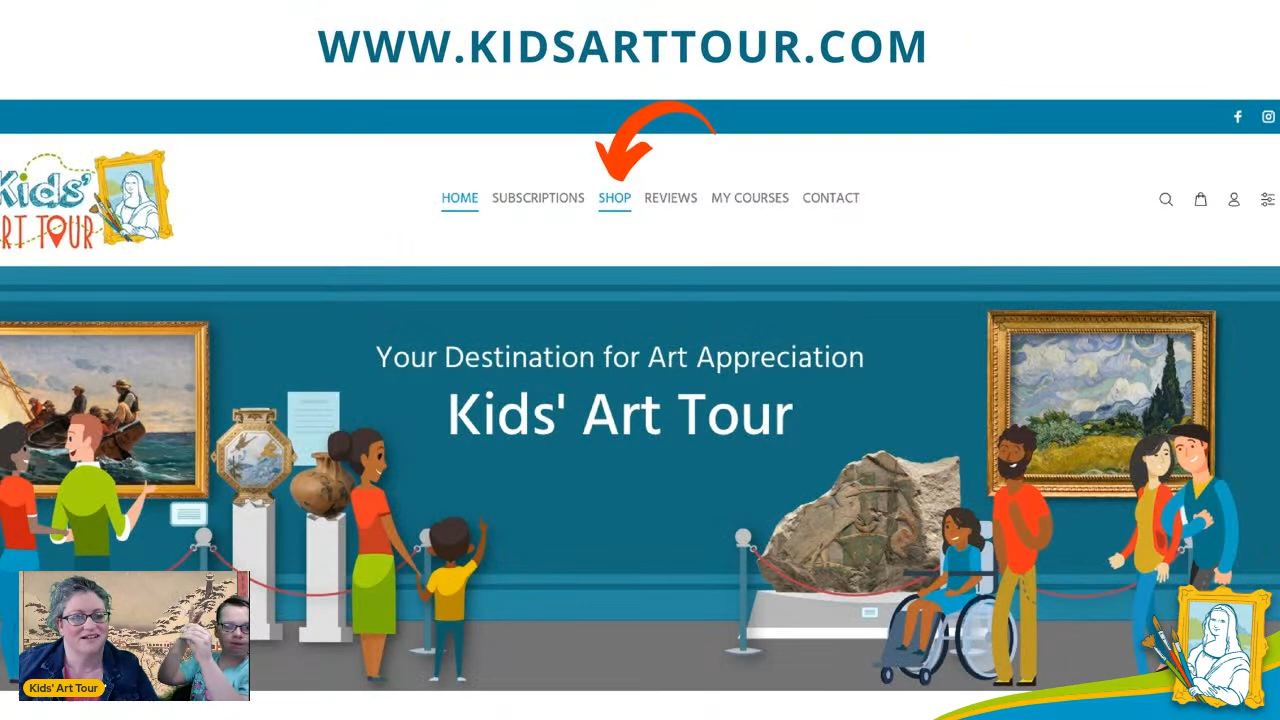 WWW.KIDSARTTOUR.COM
Kids'
RT TOUR
HOME SUBSCRIPTIONS SHOP REVIEWS MY COURSES CONTACT
Your Destination for Art Appreciation
Kids' Art Tour
Kids' Art Tour